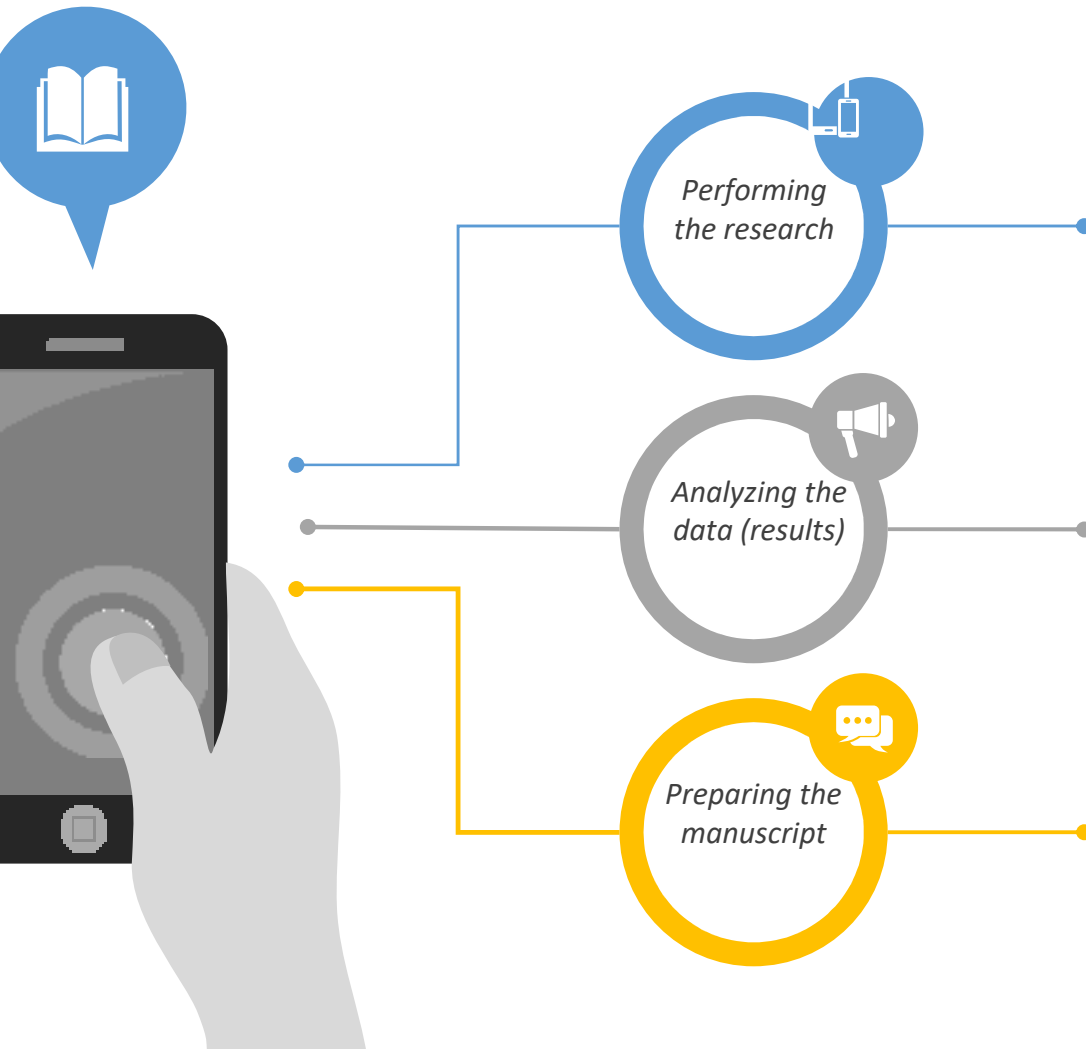 Performing
the research
Analyzing the
data (results)
Preparing the
manuscript